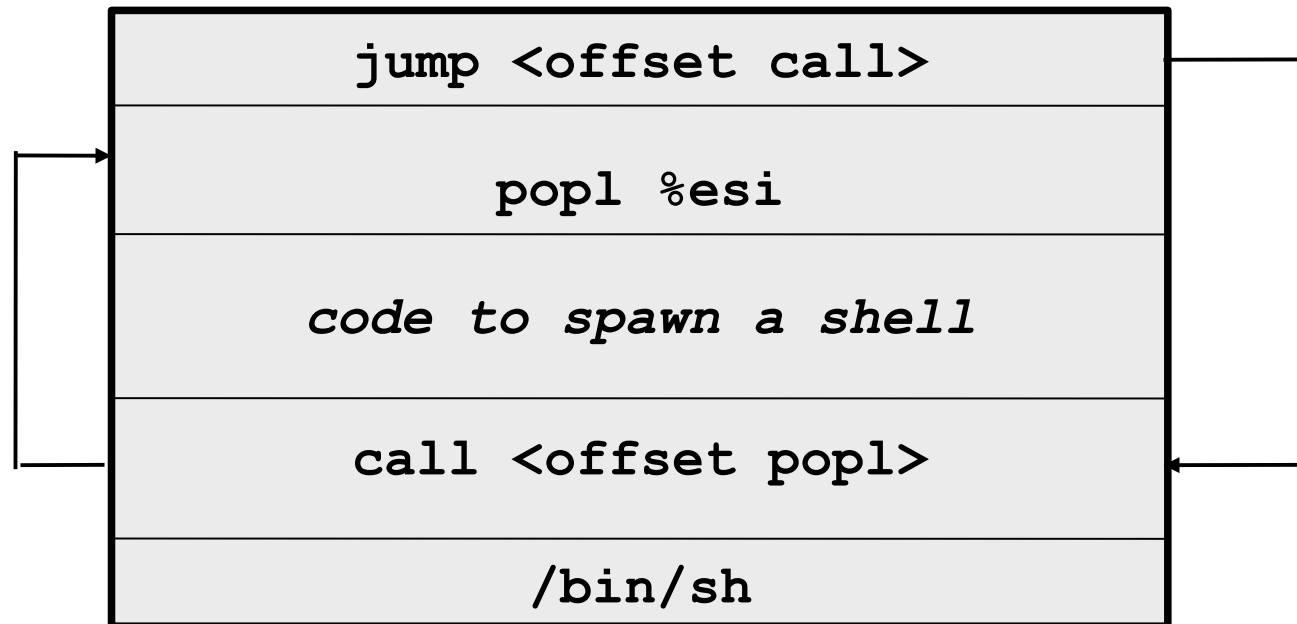 jump <offset call>
popl %esi
code to spawn a shell
call <offset popl>
/bin/sh